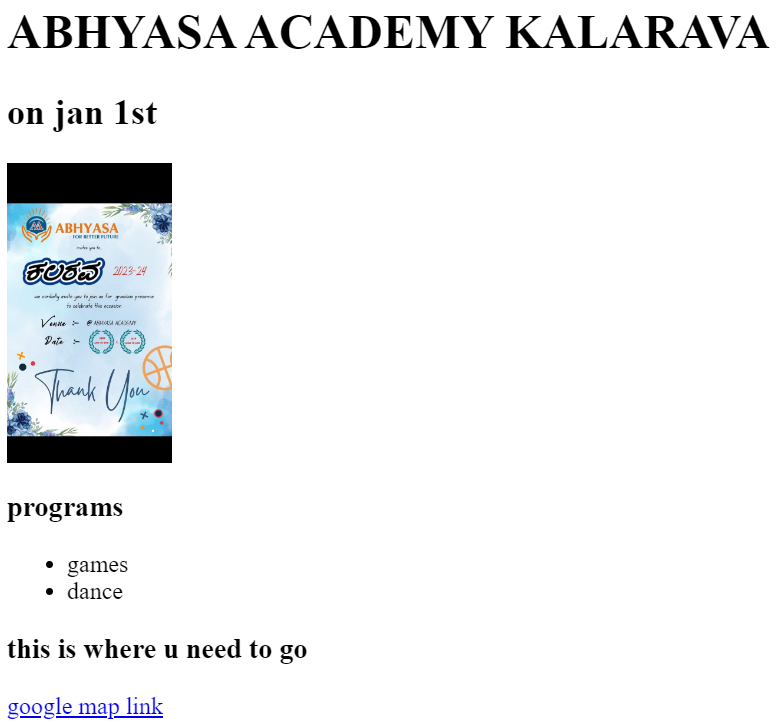 ABHYASA ACADEMY KALARAVA
on jan 1st
ABHYASA
FOR BETTER FUTURE
invites you to
ಕಲರವ 2023-24
we cordially invite you to join us for gracious presence
to celebrate this occasion
Venue :- @ ABHYASA ACADEMY
Date :-
Thank You
programs
games
dance
this is where u need to go
google map link